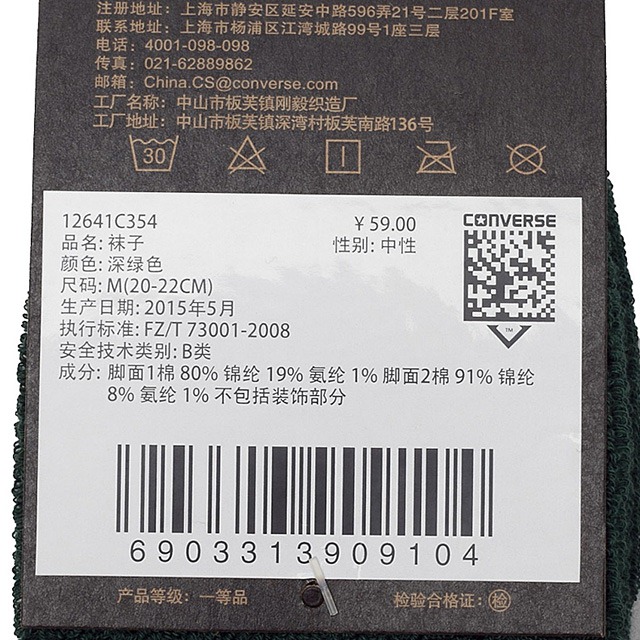 注册地址：上海市静安区延安中路596弄21号二层201F室
联系地址：上海市杨浦区江湾城路99号1座三层
电话：4001-098-098
传真：021-62889862
邮箱：China.CS@converse.com
工厂名称：中山市板芙镇刚毅织造厂
工厂地址：中山市板芙镇深湾村板芙南路136号
30
12641C354
¥ 59.00
CONVERSE
品名: 袜子
性别: 中性
颜色: 深绿色
尺码: M(20-22CM)
生产日期: 2015年5月
TM
执行标准: FZ/T 73001-2008
安全技术类别: B类
成分: 脚面1棉 80% 锦纶 19% 氨纶 1% 脚面2棉 91% 锦纶
8% 氨纶 1% 不包括装饰部分
6903313909104
产品等级：一等品
检验合格证：检